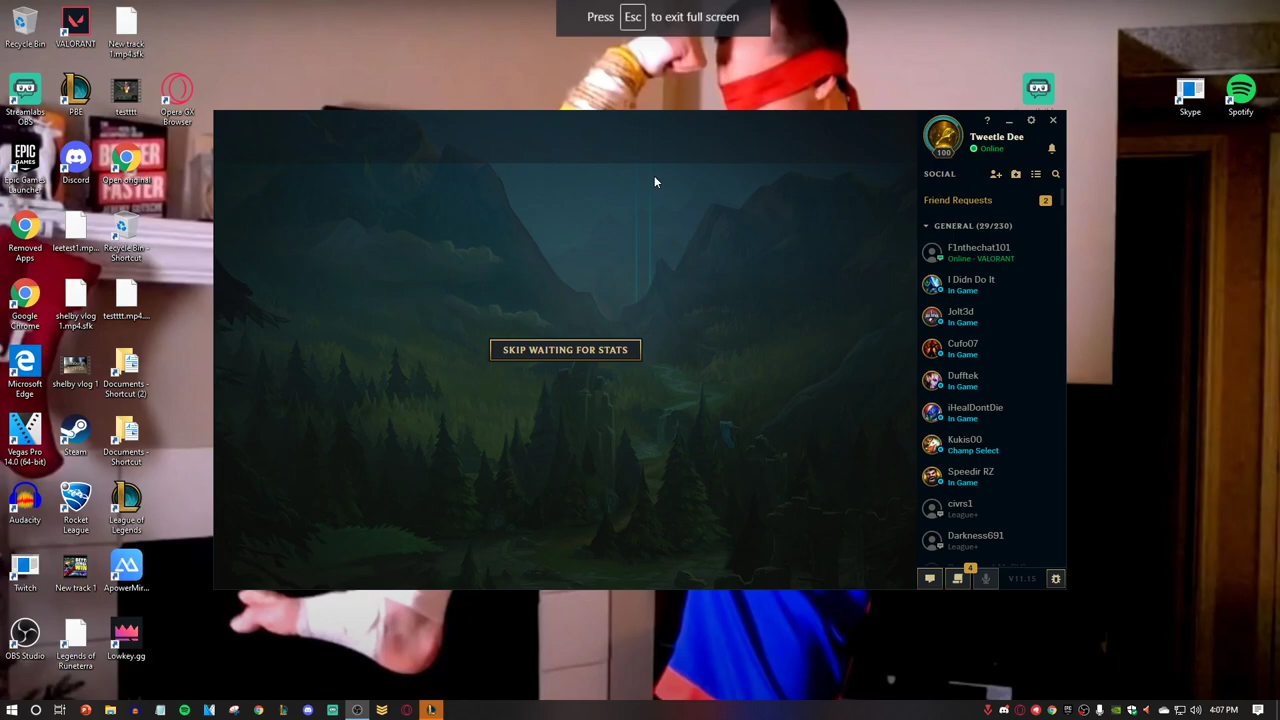 Press Esc to exit full screen
Recycle Bin
VALORANT
New track
1.mp4.sfk
Streamlabs
OBS
PBE
testttt
Opera GX
Browser
Skype
Spotify
Epic Games
Launcher
Discord
Open original
Removed
Apps
leetest1.mp...
Recycle Bin -
Shortcut
Google
Chrome
shelby vlog
1.mp4.sfk
testttt.mp4....
Microsoft
Edge
shelby vlog 1
Documents -
Shortcut (2)
Vegas Pro
14.0 (64-bit)
Steam
Documents -
Shortcut
Audacity
Rocket
League
League of
Legends
Twitch
New track 1
ApowerMir...
OBS Studio
Legends of
Runeterra
Lowkey.gg
SKIP WAITING FOR STATS
100
Tweetle Dee
Online
SOCIAL
Friend Requests
2
GENERAL (29/230)
F1nthechat101
Online - VALORANT
I Didn Do It
In Game
Jolt3d
In Game
Cufo07
In Game
Dufftek
In Game
iHealDontDie
In Game
Kukis00
Champ Select
Speedir RZ
In Game
civrs1
League+
Darkness691
League+
4
V11.15
4:07 PM